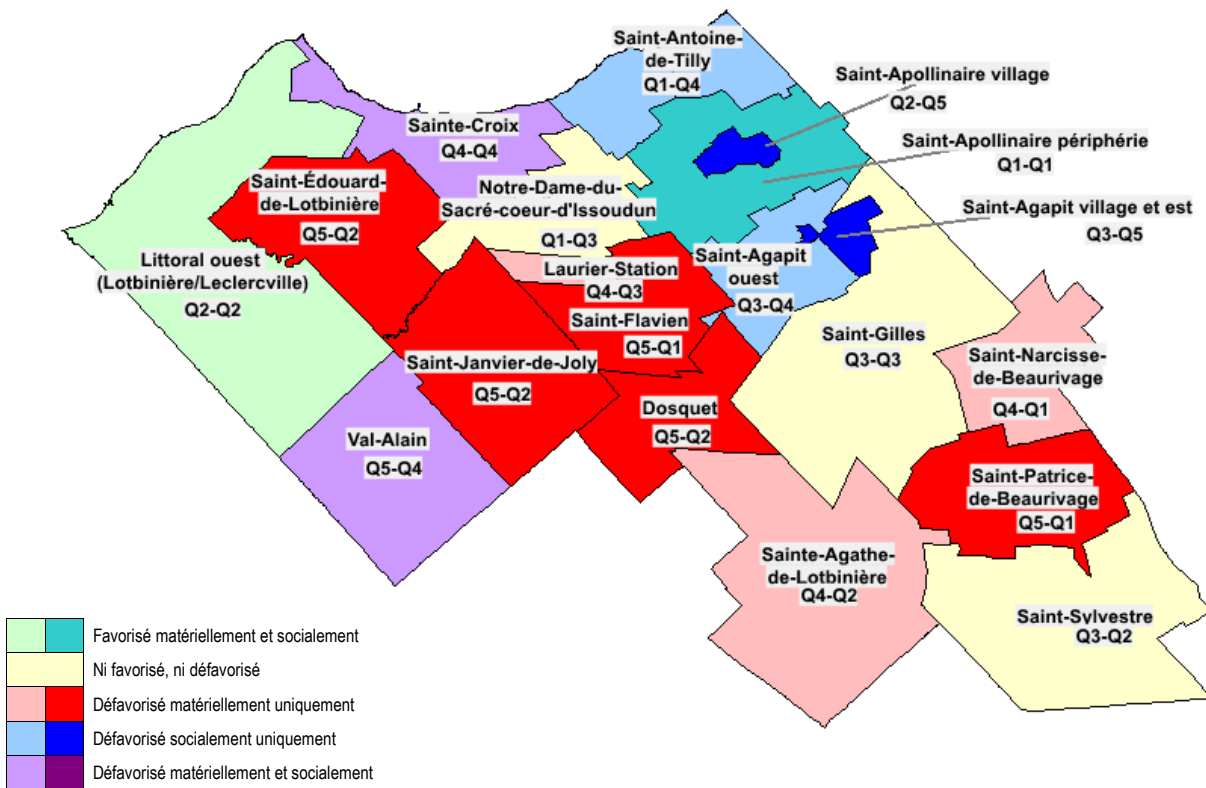 Saint-Antoine-
de-Tilly
Q1-Q4
Saint-Apollinaire village
Q2-Q5
Sainte-Croix
Q4-Q4
Saint-Apollinaire périphérie
Q1-Q1
Saint-Édouard-
de-Lotbinière
Q5-Q2
Notre-Dame-du-
Sacré-coeur-d'Issoudun
Q1-Q3
Saint-Agapit village et est
Q3-Q5
Littoral ouest
(Lotbinière/Leclercville)
Q2-Q2
Laurier-Station
Q4-Q3
Saint-Agapit
ouest
Q3-Q4
Saint-Flavien
Q5-Q1
Saint-Gilles
Q3-Q3
Saint-Janvier-de-Joly
Q5-Q2
Saint-Narcisse-
de-Beaurivage
Q4-Q1
Dosquet
Q5-Q2
Val-Alain
Q5-Q4
Saint-Patrice-
de-Beaurivage
Q5-Q1
Sainte-Agathe-
de-Lotbinière
Q4-Q2
Saint-Sylvestre
Q3-Q2
Favorisé matériellement et socialement
Ni favorisé, ni défavorisé
Défavorisé matériellement uniquement
Défavorisé socialement uniquement
Défavorisé matériellement et socialement